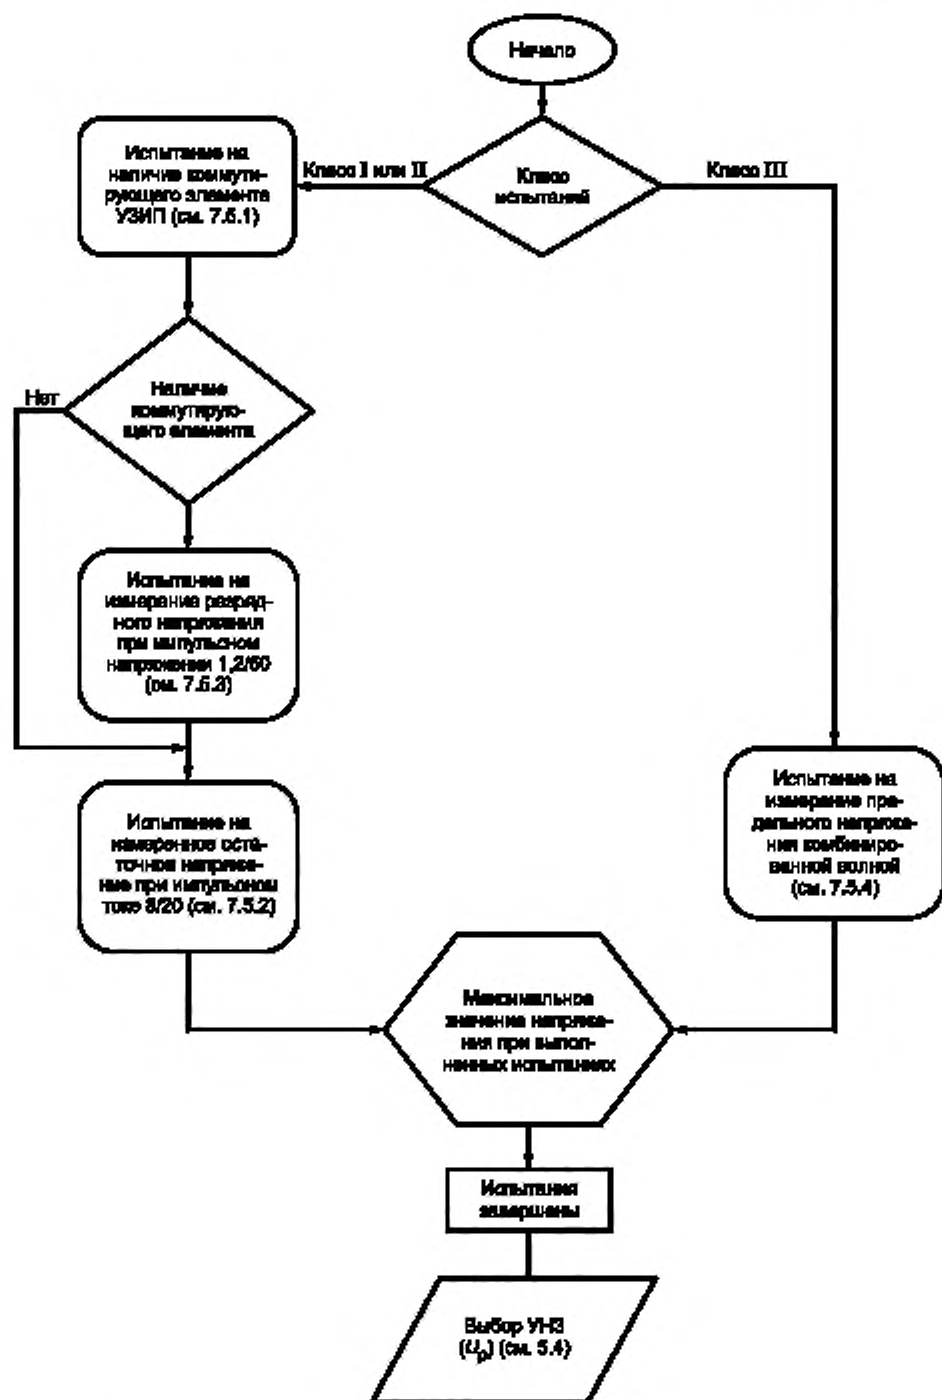 Начало
Класс
испытаний
Класс I или II
Класс III
Испытание на
наличие коммути-
рующего элемента
УЗИП (см. 7.5.1)
Наличие
коммутирую-
щего элемента
Нет
Испытание на
измерение разряд-
ного напряжения
при импульсном
напряжении 1,2/50
(см. 7.5.3)
Испытание на
измеренное оста-
точное напряже-
ние при импульсном
токе 8/20 (см. 7.5.2)
Испытание на
измерение пре-
дельного напряже-
ния комбиниро-
ванной волной
(см. 7.5.4)
Максимальное
значение напряже-
ния при выпол-
ненных испытаниях
Испытания
завершены
Выбор УНЗ
(Uр) (см. 5.4)